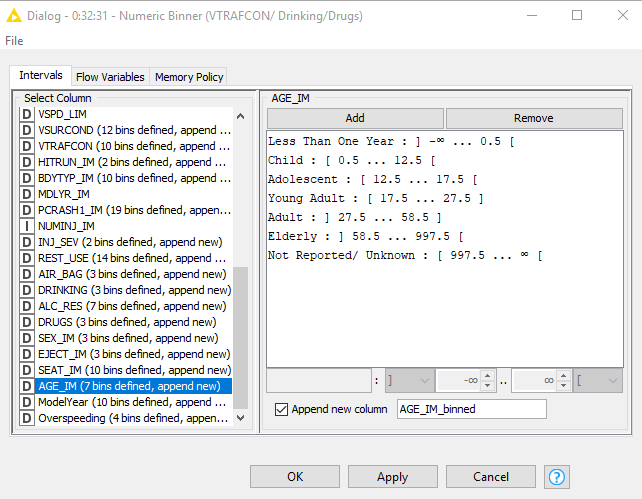 Dialog - 0:32:31 - Numeric Binner (VTRAFCON/ Drinking/Drugs)
File
Intervals Flow Variables Memory Policy
Select Column
D VSPD_LIM
D VSURCOND (12 bins defined, append ...
D VTRAFCON (10 bins defined, append ...
D HITRUN_IM (2 bins defined, append n...
D BDYTYP_IM (10 bins defined, append ...
D MDLYR_IM
D PCRASH1_IM (19 bins defined, appen...
I NUMINJ_IM
D INJ_SEV (2 bins defined, append new)
D REST_USE (14 bins defined, append ...
D AIR_BAG (3 bins defined, append new)
D DRINKING (3 bins defined, append new)
D ALC_RES (7 bins defined, append new)
D DRUGS (3 bins defined, append new)
D SEX_IM (3 bins defined, append new)
D EJECT_IM (3 bins defined, append new)
D SEAT_IM (10 bins defined, append new)
D AGE_IM (7 bins defined, append new)
D ModelYear (10 bins defined, append ...
D Overspeeding (4 bins defined, appen...
AGE_IM
Add Remove
Less Than One Year : ] -∞ ... 0.5 [
Child : [ 0.5 ... 12.5 [
Adolescent : [ 12.5 ... 17.5 [
Young Adult : [ 17.5 ... 27.5 ]
Adult : ] 27.5 ... 58.5 ]
Elderly : ] 58.5 ... 997.5 [
Not Reported/ Unknown : [ 997.5 ... ∞ [
: ] -∞ .. ∞ [
Append new column AGE_IM_binned
OK Apply Cancel ?